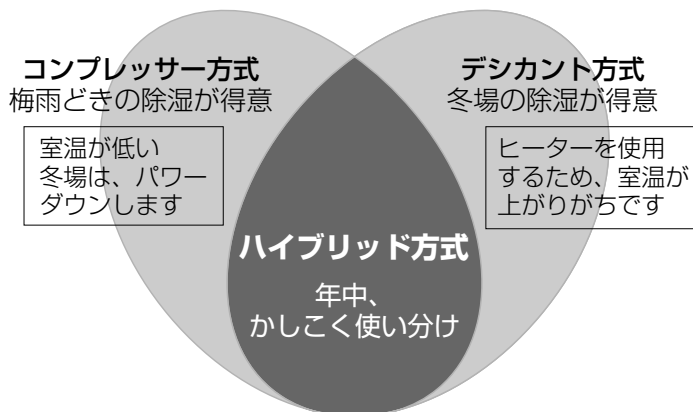 コンプレッサー方式
梅雨どきの除湿が得意
室温が低い
冬場は、パワー
ダウンします
デシカント方式
冬場の除湿が得意
ヒーターを使用
するため、室温が
上がりがちです
ハイブリッド方式
年中、
かしこく使い分け